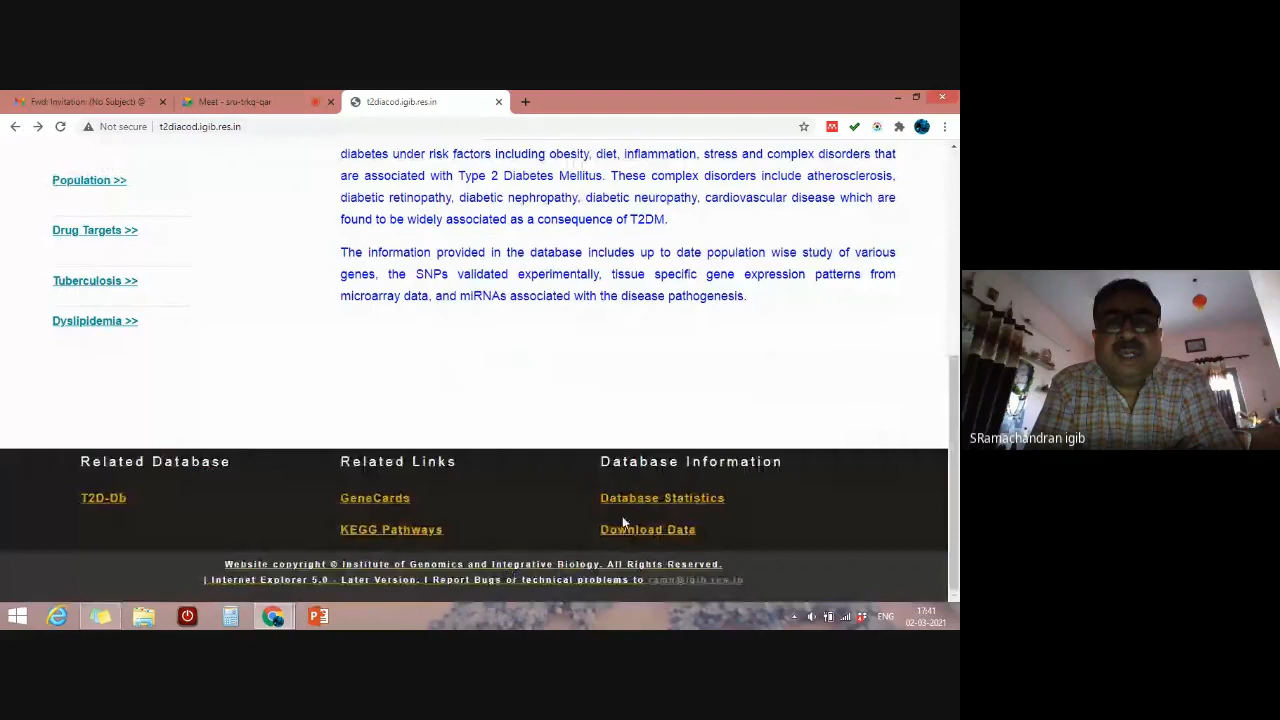 Fwd: Invitation: (No Subject) @
Meet - sru-trkq-qar
t2diacod.igib.res.in
Not secure
t2diacod.igib.res.in
diabetes under risk factors including obesity, diet, inflammation, stress and complex disorders that
are associated with Type 2 Diabetes Mellitus. These complex disorders include atherosclerosis,
diabetic retinopathy, diabetic nephropathy, diabetic neuropathy, cardiovascular disease which are
found to be widely associated as a consequence of T2DM.
The information provided in the database includes up to date population wise study of various
genes, the SNPs validated experimentally, tissue specific gene expression patterns from
microarray data, and miRNAs associated with the disease pathogenesis.
Population >>
Drug Targets >>
Tuberculosis >>
Dyslipidemia >>
Related Database
T2D-Db
Related Links
GeneCards
KEGG Pathways
Database Information
Database Statistics
Download Data
Website copyright © Institute of Genomics and Integrative Biology. All Rights Reserved.
| Internet Explorer 5.0 - Later Version. | Report Bugs or technical problems to
ENG
17:41
02-03-2021
SRamachandran igib